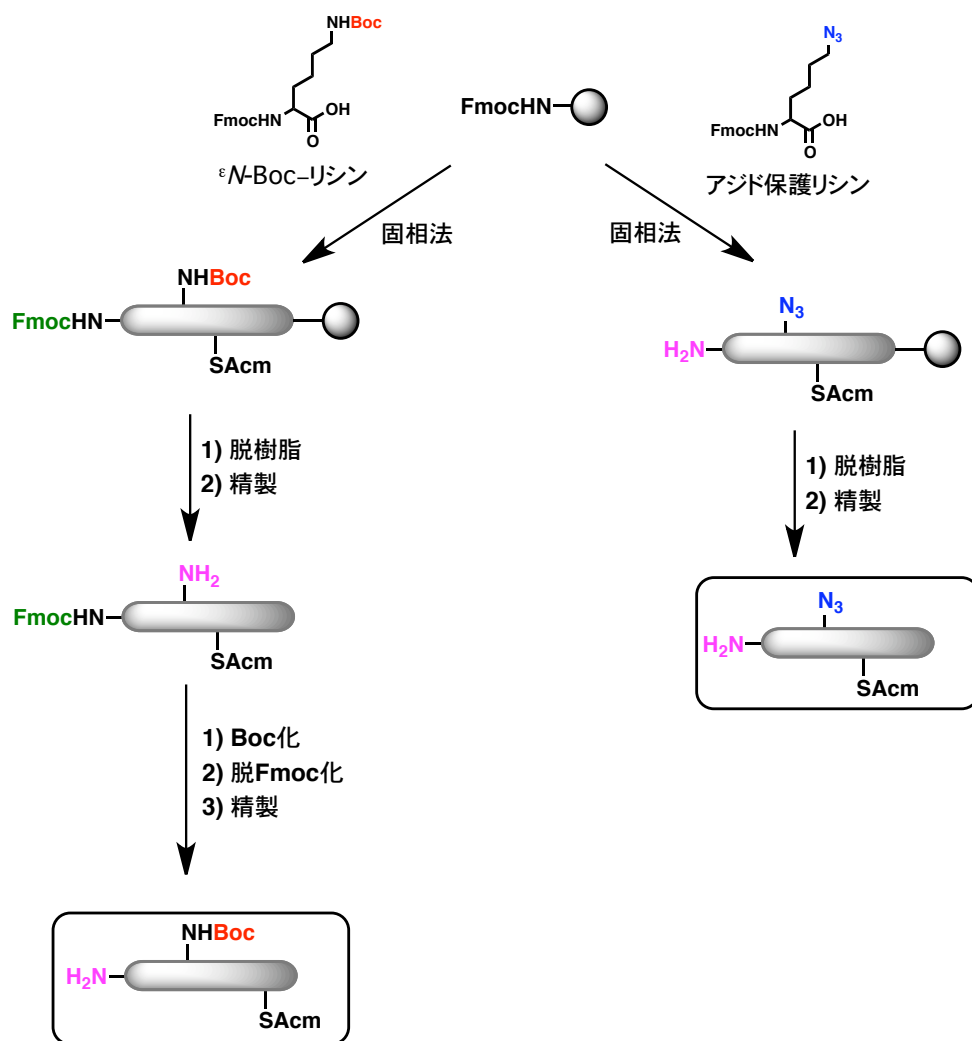 NHBoc
FmocHN
OH
O
εN-Boc–リシン
FmocHN
N3
FmocHN
OH
O
アジド保護リシン
固相法
固相法
NHBoc
FmocHN
SAcm
N3
H2N
SAcm
1) 脱樹脂
2) 精製
1) 脱樹脂
2) 精製
NH2
FmocHN
SAcm
N3
H2N
SAcm
1) Boc化
2) 脱Fmoc化
3) 精製
NHBoc
H2N
SAcm